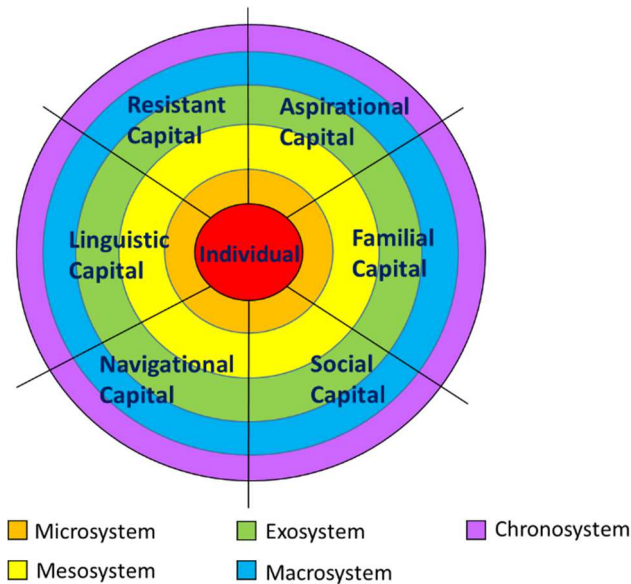 Resistant
Capital
Aspirational
Capital
Linguistic
Capital
Individual
Familial
Capital
Navigational
Capital
Social
Capital
Microsystem
Exosystem
Chronosystem
Mesosystem
Macrosystem